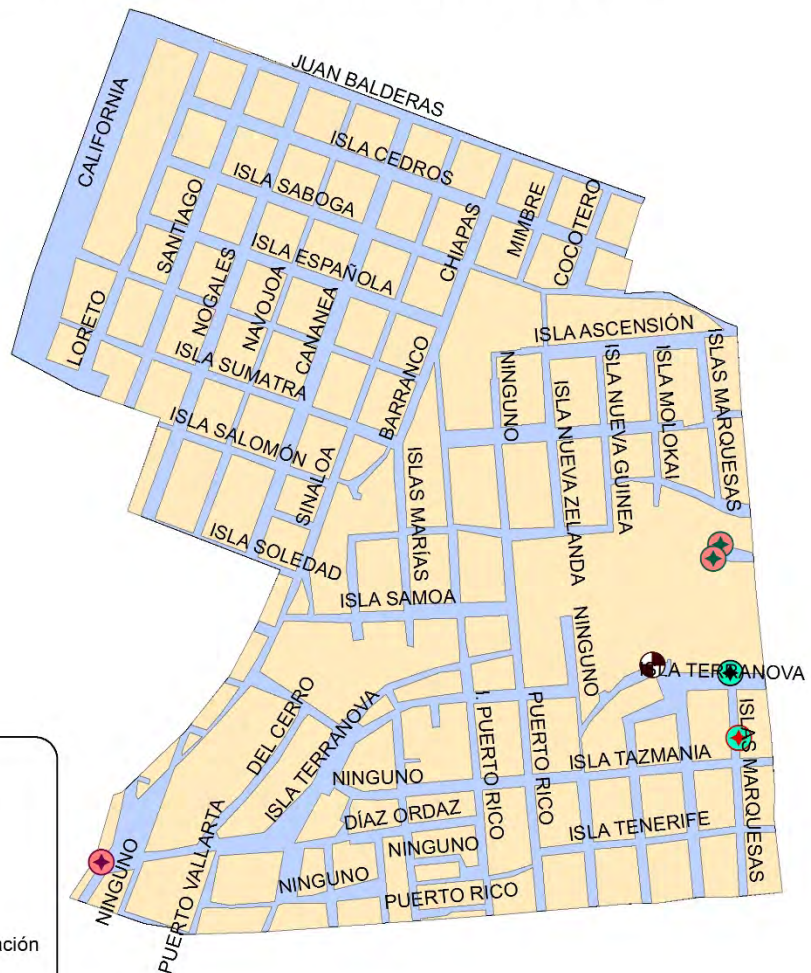 JUAN BALDERAS
CALIFORNIA
ISLA CEDROS
ISLA SABOGA
SANTIAGO
CHIAPAS
MIMBRE
COCOTERO
ISLA ESPAÑOLA
NOGALES
NAVOJOA
CANANEA
LORETO
ISLA SUMATRA
BARRANCO
ISLA ASCENSIÓN
ISLAS MARQUESAS
NINGUNO
ISLA NUEVA ZELANDA
ISLA NUEVA GUINEA
ISLA MOLOKAI
ISLA SALOMÓN
SINALOA
ISLAS MARÍAS
ISLA SOLEDAD
ISLA SAMOA
NINGUNO
ISLA TERRANOVA
DEL CERRO
ISLA TERRANOVA
I. PUERTO RICO
PUERTO RICO
ISLAS MARQUESAS
ISLA TAZMANIA
NINGUNO
DÍAZ ORDAZ
ISLA TENERIFE
NINGUNO
NINGUNO
PUERTO VALLARTA
NINGUNO
PUERTO RICO
ación